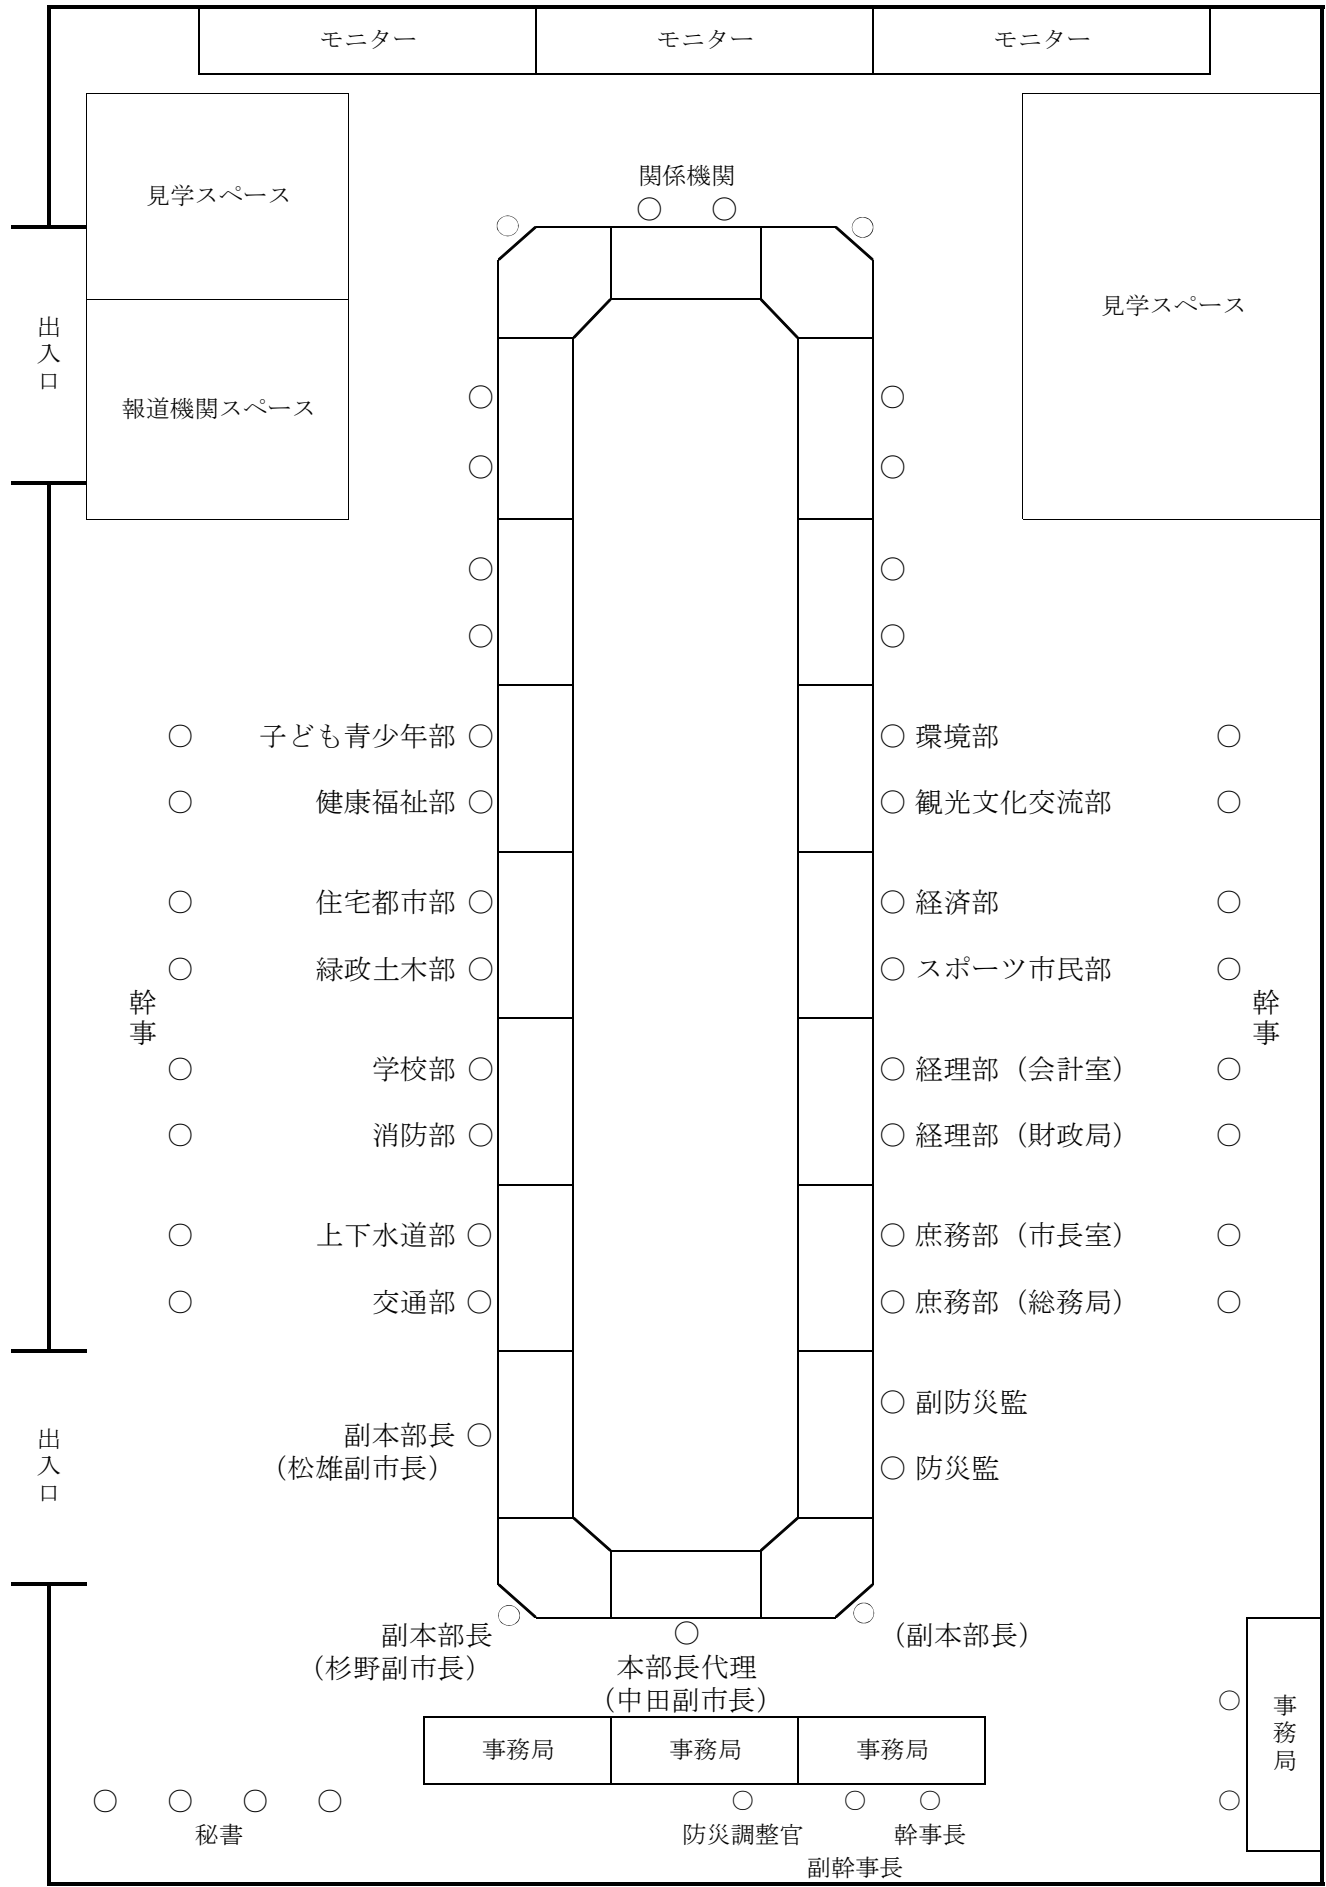 モニター
モニター
モニター
見学スペース
関係機関
見学スペース
出入口
報道機関スペース
子ども青少年部
環境部
健康福祉部
観光文化交流部
住宅都市部
経済部
緑政土木部
スポーツ市民部
幹事
幹事
学校部
経理部（会計室）
消防部
経理部（財政局）
上下水道部
庶務部（市長室）
交通部
庶務部（総務局）
副防災監
副本部長
（松雄副市長）
防災監
出入口
副本部長
（杉野副市長）
本部長代理
（中田副市長）
（副本部長）
事務局
事務局
事務局
事務局
秘書
防災調整官
幹事長
副幹事長